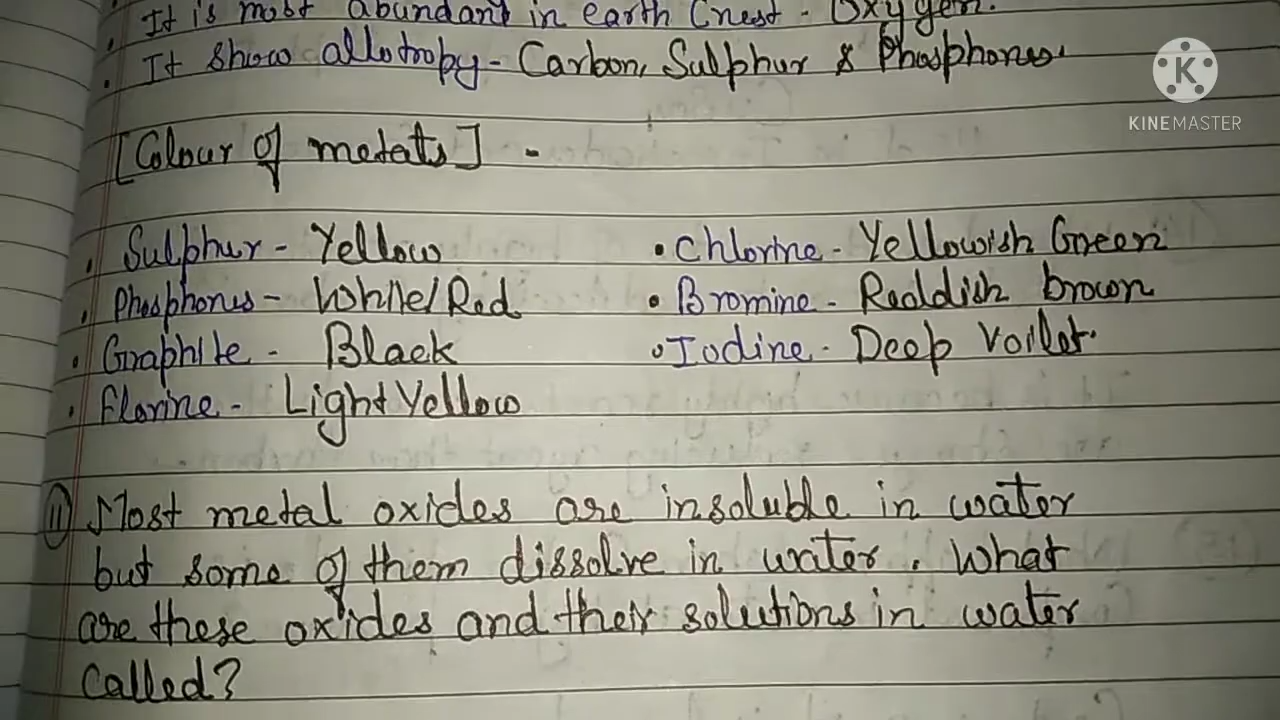 It is most abundant in earth Crest - Oxygen.
. It show allotropy - Carbon, Sulphur & Phosphorus.
KINEMASTER
[Colour of metals] -
. Sulphur - Yellow
. Phosphorus - White/Red
. Graphite - Black
. Florine - Light Yellow
• Chlorine - Yellowish Green
• Bromine - Readdish brown
• Iodine - Deep Voilet.
11 Most metal oxides are insoluble in water
but some of them dissolve in water. What
are these oxides and their solutions in water
Called?